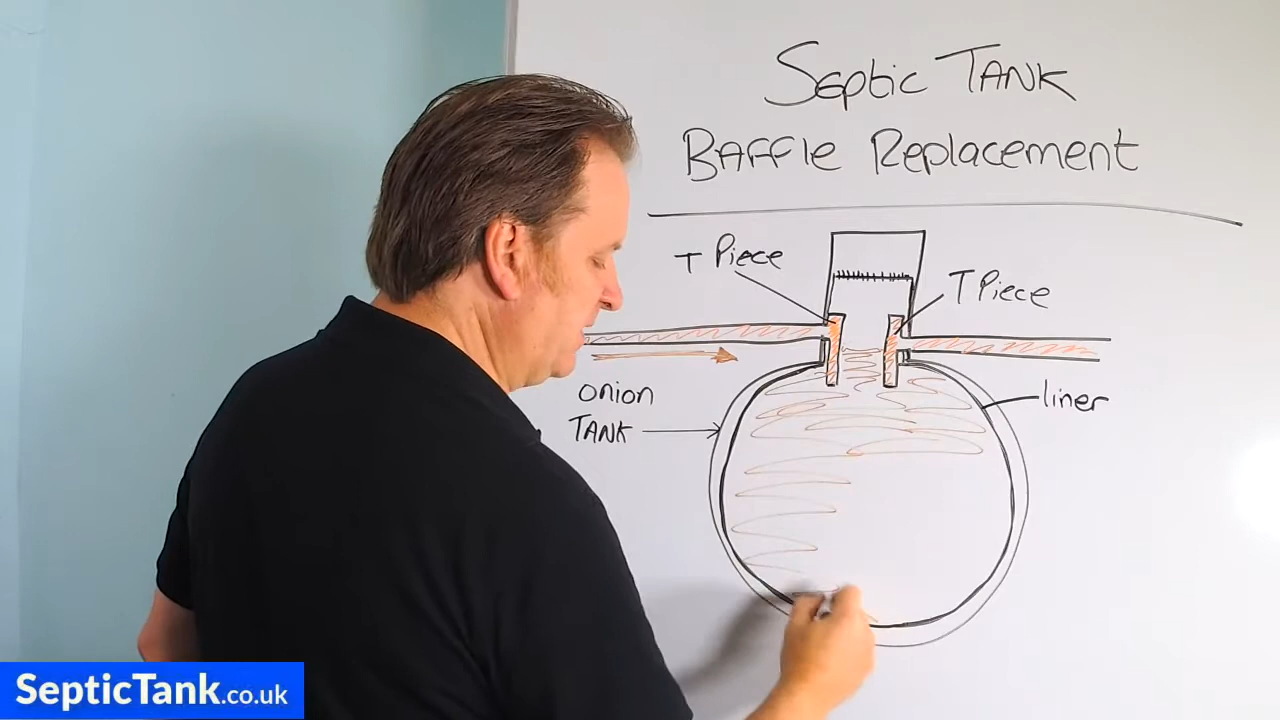 Septic TANK
BAFFlE Replacement
T Piece
T Piece
onion
TANK
liner
SepticTank.co.uk